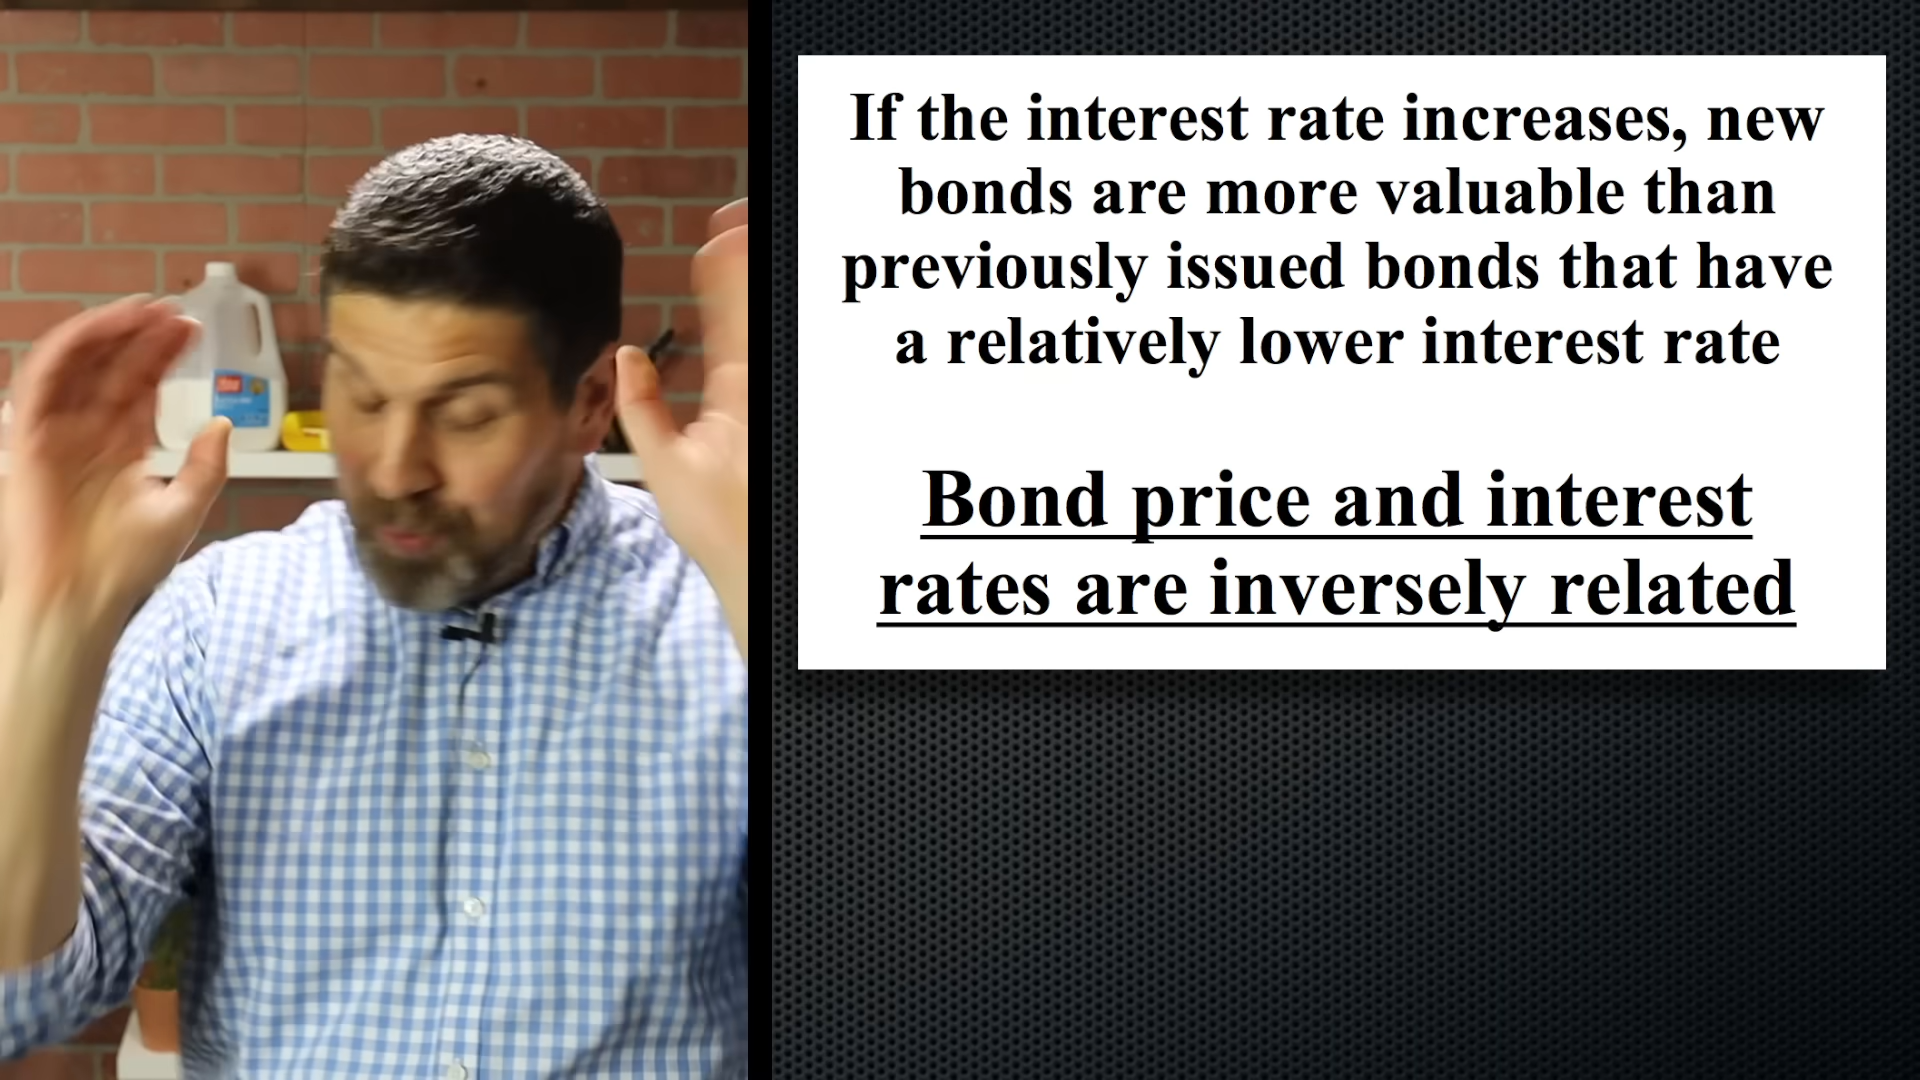 If the interest rate increases, new
bonds are more valuable than
previously issued bonds that have
a relatively lower interest rate
Bond price and interest
rates are inversely related